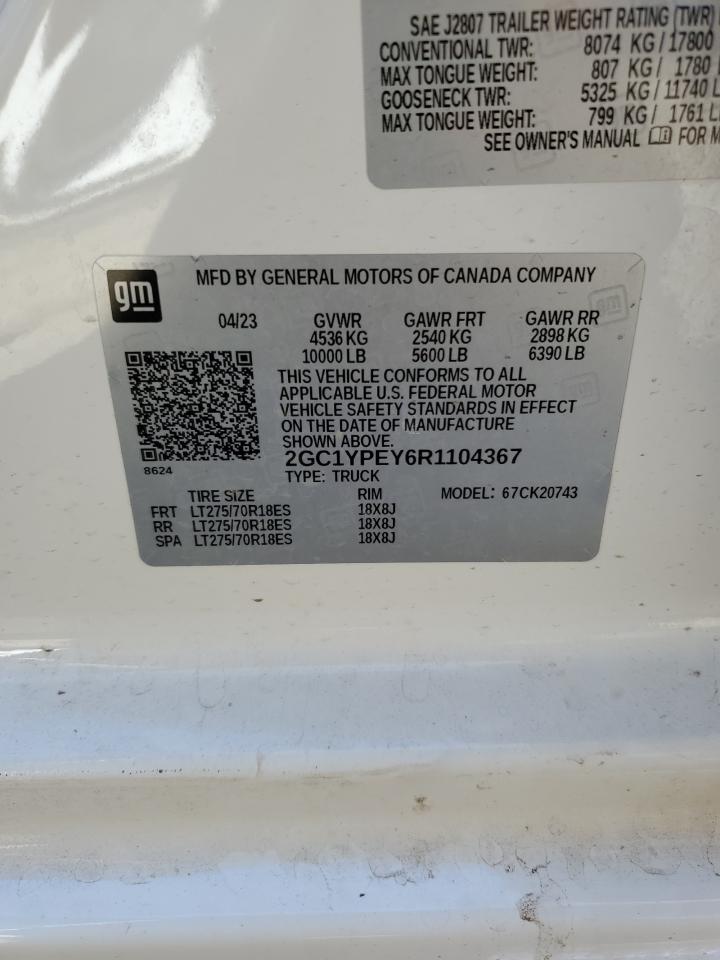 SAE J2807 TRAILER WEIGHT RATING (TWR)
CONVENTIONAL TWR: 8074 KG / 17800
MAX TONGUE WEIGHT: 807 KG / 1780
GOOSENECK TWR: 5325 KG / 11740 L
MAX TONGUE WEIGHT: 799 KG / 1761 L
SEE OWNER'S MANUAL FOR M
gm
MFD BY GENERAL MOTORS OF CANADA COMPANY
04/23 GVWR GAWR FRT GAWR RR
4536 KG 2540 KG 2898 KG
10000 LB 5600 LB 6390 LB
THIS VEHICLE CONFORMS TO ALL
APPLICABLE U.S. FEDERAL MOTOR
VEHICLE SAFETY STANDARDS IN EFFECT
ON THE DATE OF MANUFACTURE
SHOWN ABOVE.
8624
2GC1YPEY6R1104367
TYPE: TRUCK
TIRE SIZE RIM MODEL: 67CK20743
FRT LT275/70R18ES 18X8J
RR LT275/70R18ES 18X8J
SPA LT275/70R18ES 18X8J